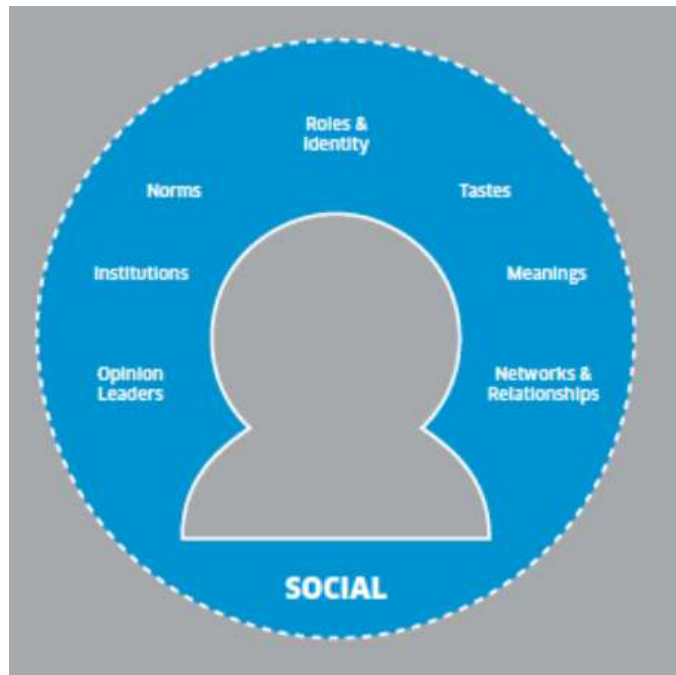 Roles &
Identity
Norms
Tastes
Institutions
Meanings
Opinion
Leaders
Networks &
Relationships
SOCIAL